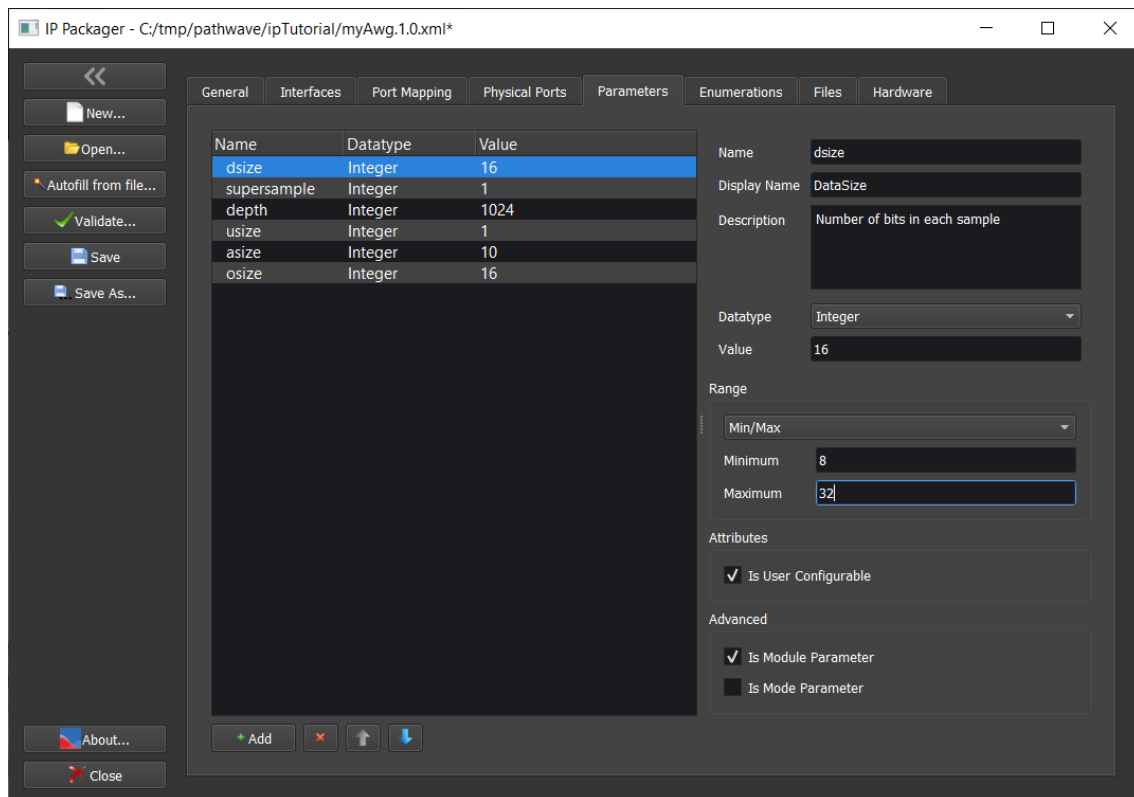 IP Packager - C:/tmp/pathwave/ipTutorial/myAwg.1.0.xml*
New...
Open...
Autofill from file...
Validate...
Save
Save As...
About...
Close
General Interfaces Port Mapping Physical Ports Parameters Enumerations Files Hardware
Name Datatype Value
dsize Integer 16
supersample Integer 1
depth Integer 1024
usize Integer 1
asize Integer 10
osize Integer 16
+ Add
Name dsize
Display Name DataSize
Description Number of bits in each sample
Datatype Integer
Value 16
Range
Min/Max
Minimum 8
Maximum 32
Attributes
Is User Configurable
Advanced
Is Module Parameter
Is Mode Parameter